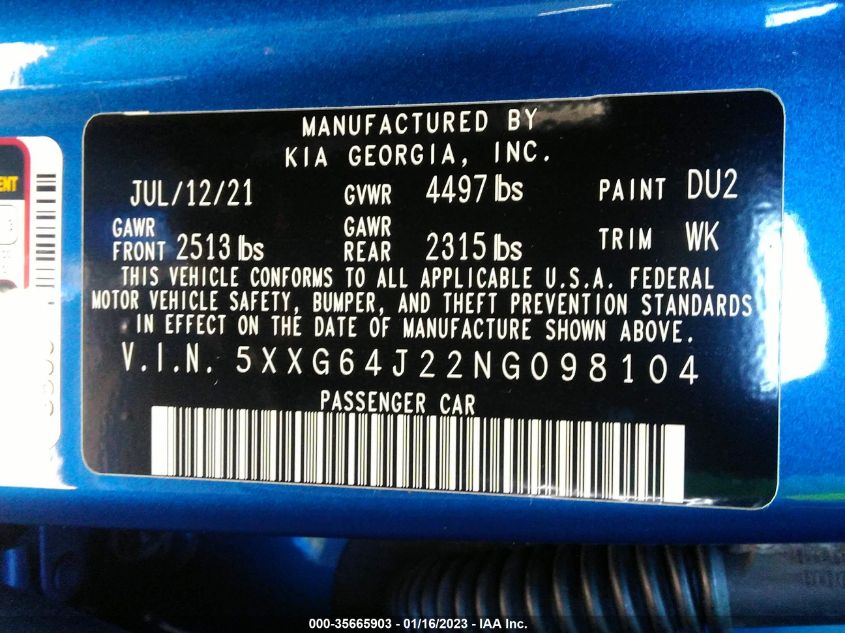 MANUFACTURED BY
KIA GEORGIA, INC.
JUL/12/21 GVWR 4497 lbs PAINT DU2
GAWR FRONT 2513 lbs GAWR REAR 2315 lbs TRIM WK
THIS VEHICLE CONFORMS TO ALL APPLICABLE U.S.A. FEDERAL
MOTOR VEHICLE SAFETY, BUMPER, AND THEFT PREVENTION STANDARDS
IN EFFECT ON THE DATE OF MANUFACTURE SHOWN ABOVE.
V.I.N. 5XXG64J22NG098104
PASSENGER CAR
000-35665903 - 01/16/2023 - IAA Inc.